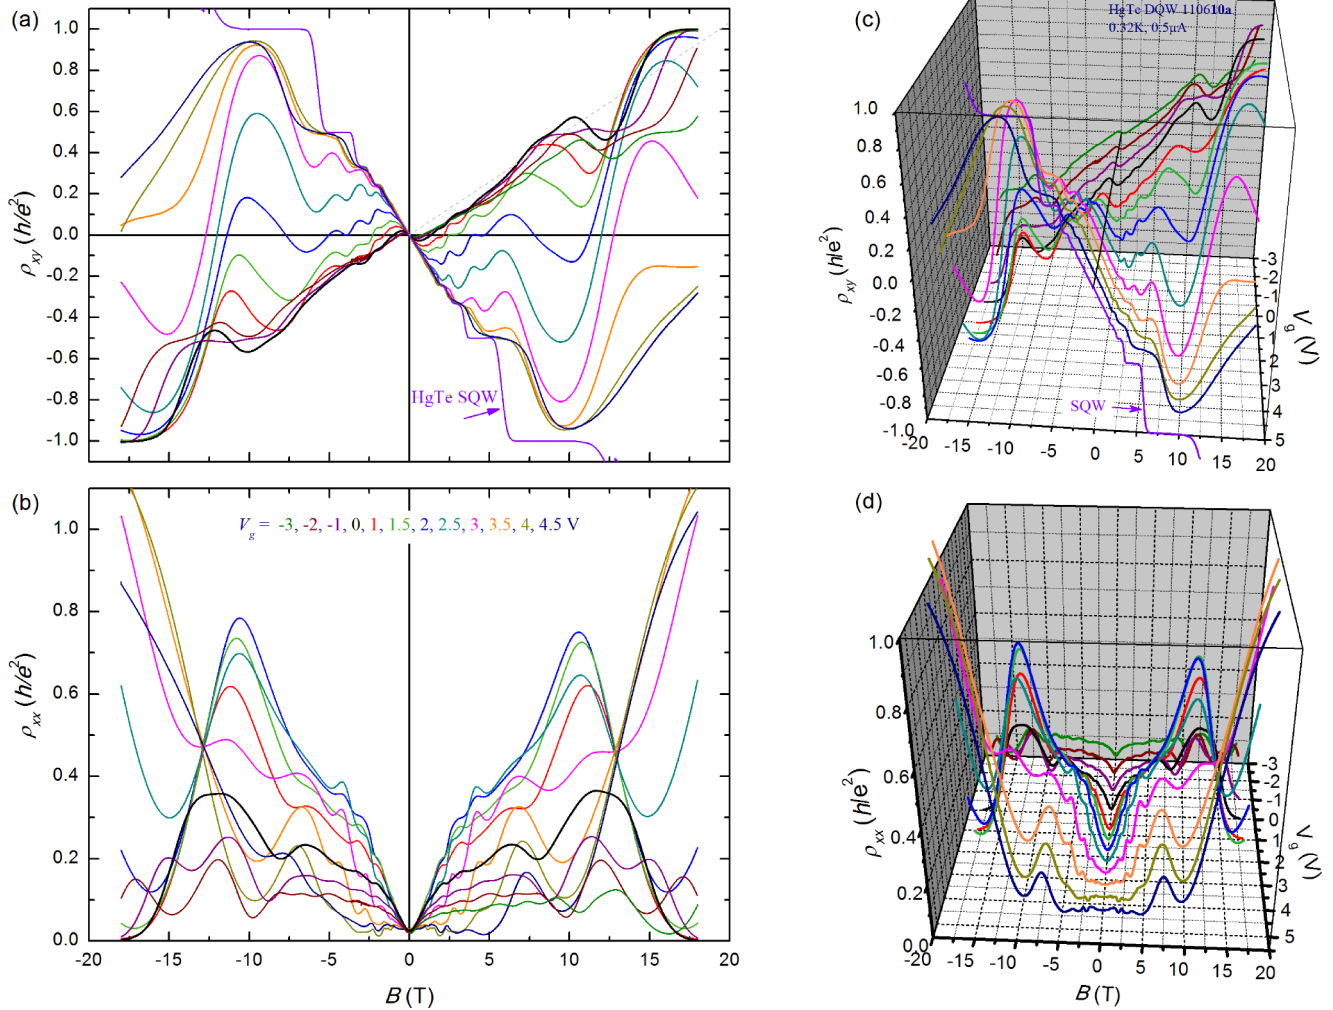 (a)
1.0
0.8
0.6
0.4
0.2
0.0
-0.2
-0.4
-0.6
-0.8
-1.0
ρxy (h/e²)
HgTe SQW
(b)
1.0
0.8
0.6
0.4
0.2
0.0
ρxx (h/e²)
Vg = -3, -2, -1, 0, 1, 1.5, 2, 2.5, 3, 3.5, 4, 4.5 V
-20 -15 -10 -5 0 5 10 15 20
B (T)
(c)
HgTe DQW 110610a
0.32K, 0.5µA
1.0
0.8
0.6
0.4
0.2
0.0
-0.2
-0.4
-0.6
-0.8
-1.0
ρxy (h/e²)
SQW
-3
-2
-1
0
1
2
3
4
5
Vg (V)
-20 -15 -10 -5 0 5 10 15 20
(d)
1.0
0.8
0.6
0.4
0.2
0.0
ρxx (h/e²)
-3
-2
-1
0
1
2
3
4
5
Vg (V)
-20 -15 -10 -5 0 5 10 15 20
B (T)